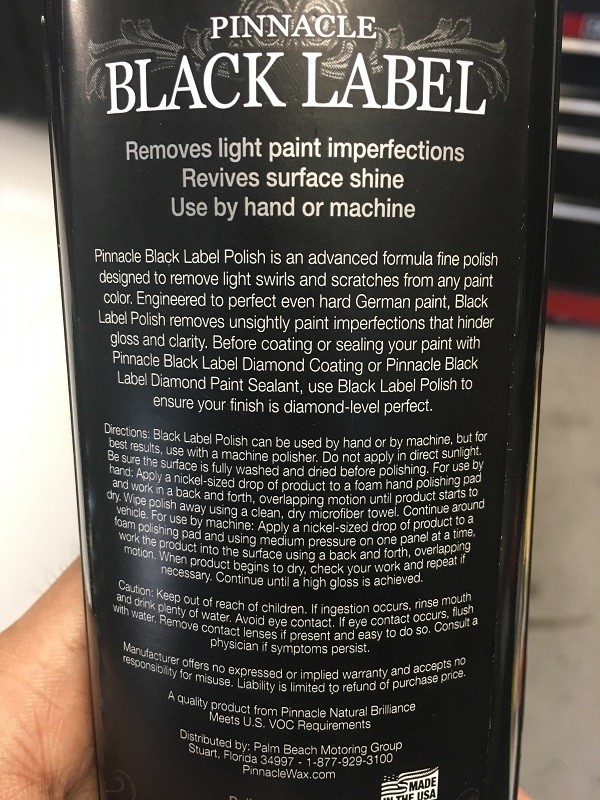 PINNACLE
BLACK LABEL
Removes light paint imperfections
Revives surface shine
Use by hand or machine
Pinnacle Black Label Polish is an advanced formula fine polish
designed to remove light swirls and scratches from any paint
color. Engineered to perfect even hard German paint, Black
Label Polish removes unsightly paint imperfections that hinder
gloss and clarity. Before coating or sealing your paint with
Pinnacle Black Label Diamond Coating or Pinnacle Black
Label Diamond Paint Sealant, use Black Label Polish to
ensure your finish is diamond-level perfect.
Directions: Black Label Polish can be used by hand or by machine, but for
best results, use with a machine polisher. Do not apply in direct sunlight.
Be sure the surface is fully washed and dried before polishing. For use by
hand: Apply a nickel-sized drop of product to a foam hand polishing pad
and work in a back and forth, overlapping motion until product starts to
dry. Wipe polish away using a clean, dry microfiber towel. Continue around
vehicle. For use by machine: Apply a nickel-sized drop of product to a
foam polishing pad and using medium pressure on one panel at a time,
work the product into the surface using a back and forth, overlapping
motion. When product begins to dry, check your work and repeat if
necessary. Continue until a high gloss is achieved.
Caution: Keep out of reach of children. If ingestion occurs, rinse mouth
and drink plenty of water. Avoid eye contact. If eye contact occurs, flush
with water. Remove contact lenses if present and easy to do so. Consult a
physician if symptoms persist.
Manufacturer offers no expressed or implied warranty and accepts no
responsibility for misuse. Liability is limited to refund of purchase price.
A quality product from Pinnacle Natural Brilliance
Meets U.S. VOC Requirements
Distributed by: Palm Beach Motoring Group
Stuart, Florida 34997 - 1-877-929-3100
PinnacleWax.com
MADE
IN THE USA